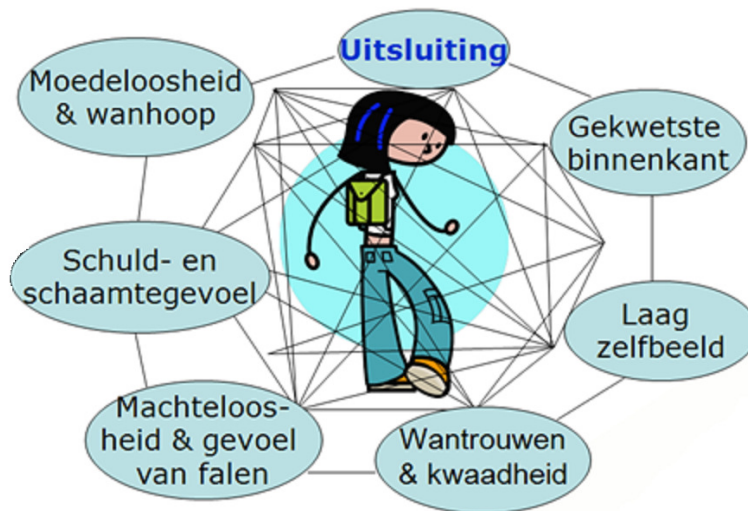 Uitsluiting
Gekwetste
binnenkant
Laag
zelfbeeld
Wantrouwen
& kwaadheid
Machteloos-
heid & gevoel
van falen
Schuld- en
schaamtegevoel
Moedeloosheid
& wanhoop